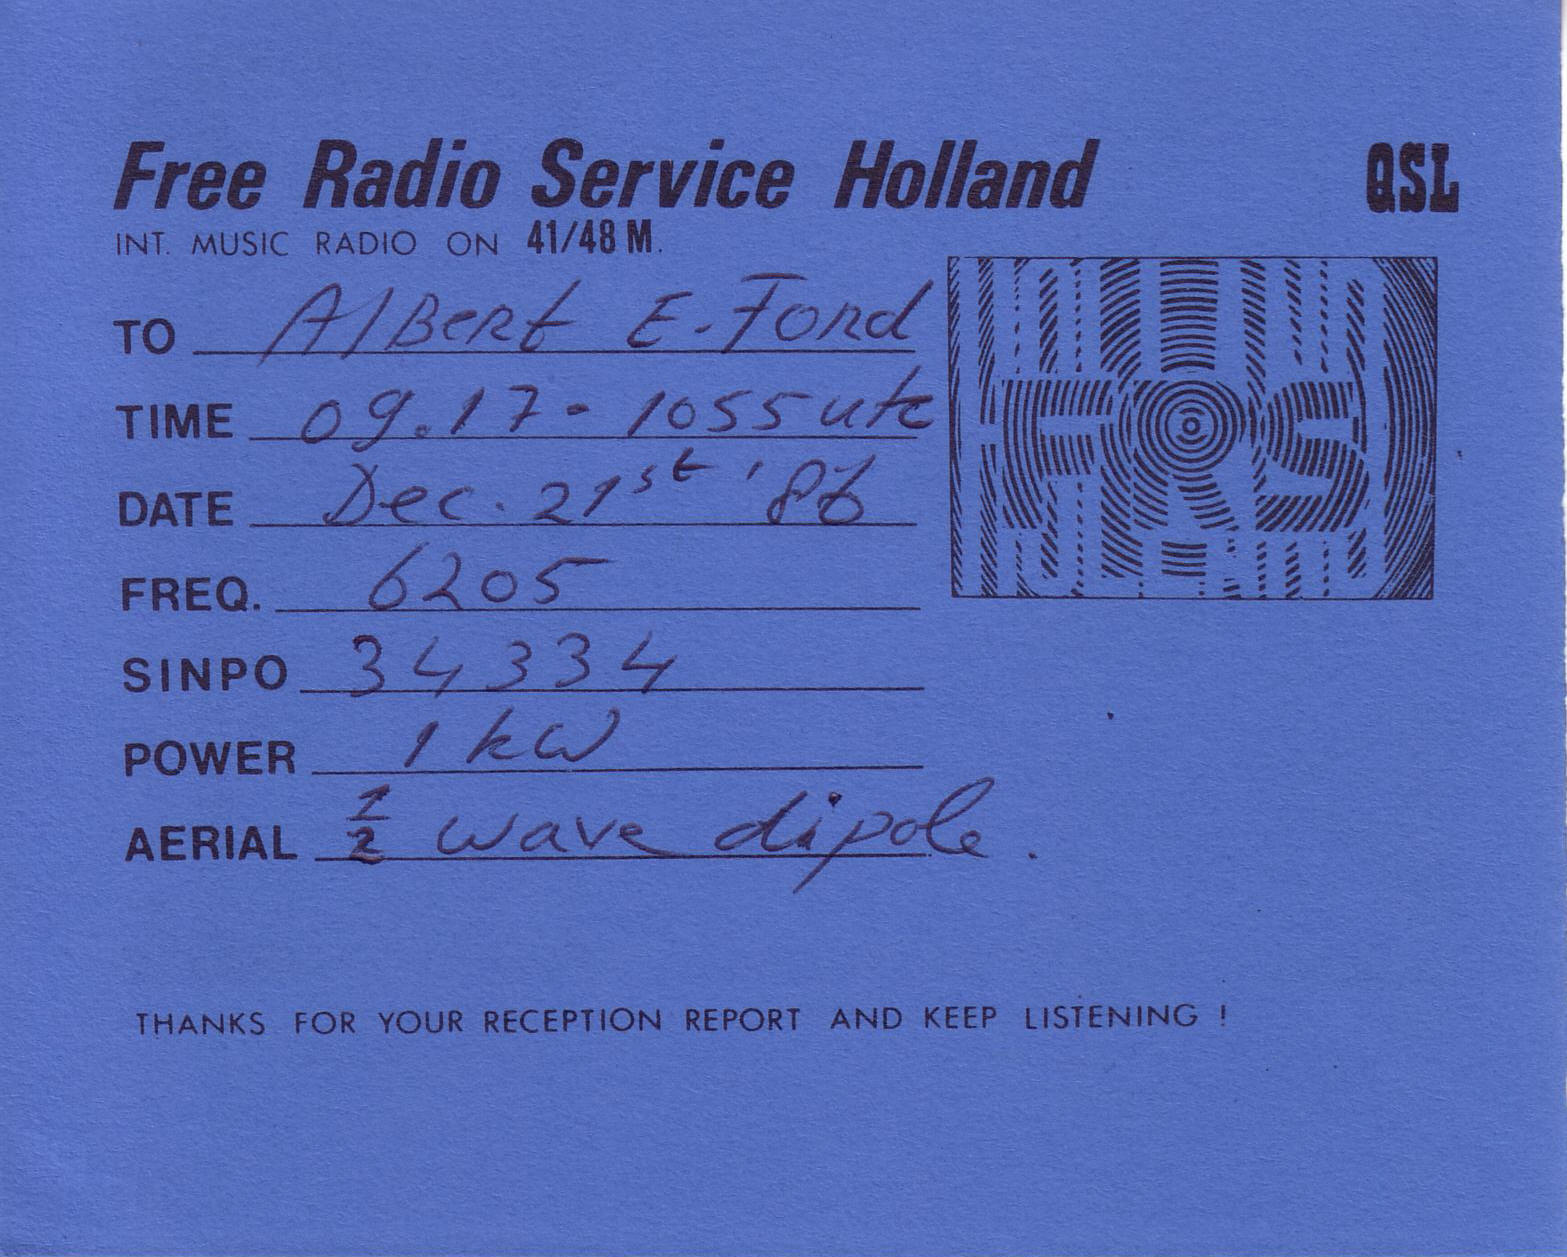 Free Radio Service Holland QSL
INT. MUSIC RADIO ON 41/48 M.
TO Albert E. Ford
TIME 09.17 - 1055 utc
DATE Dec. 21st '86
FREQ. 6205
SINPO 34334
POWER 1 kW
AERIAL 1/2 wave dipole.
FRS
THANKS FOR YOUR RECEPTION REPORT AND KEEP LISTENING !